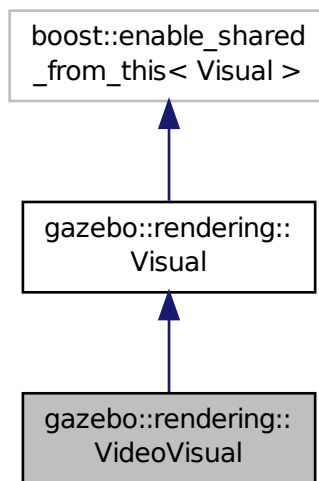 boost::enable_shared
_from_this< Visual >
gazebo::rendering::
Visual
gazebo::rendering::
VideoVisual